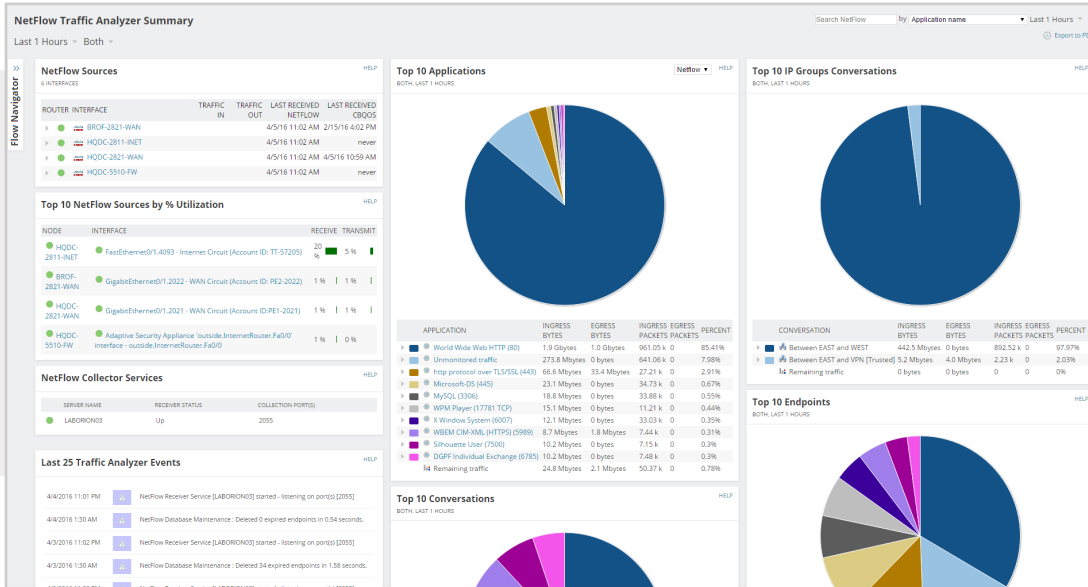 NetFlow Traffic Analyzer Summary
Search NetFlow by Application name Last 1 Hours
Last 1 Hours Both
Export to
Flow Navigator
NetFlow Sources HELP
6 INTERFACES
ROUTER INTERFACE TRAFFIC IN TRAFFIC OUT LAST RECEIVED NETFLOW LAST RECEIVED CBQOS
BROF-2821-WAN 4/5/16 11:02 AM 2/15/16 4:02 PM
HQDC-2811-INET 4/5/16 11:02 AM never
HQDC-2821-WAN 4/5/16 11:02 AM 4/5/16 10:59 AM
HQDC-5510-FW 4/5/16 11:02 AM never
Top 10 NetFlow Sources by % Utilization HELP
NODE INTERFACE RECEIVE TRANSMIT
HQDC-2811-INET FastEthernet0/1.4093 - Internet Circuit (Account ID: TT-57205) 20 % 5 %
BROF-2821-WAN GigabitEthernet0/1.2022 - WAN Circuit (Account ID: PE2-2022) 1 % 1 %
HQDC-2821-WAN GigabitEthernet0/1.2021 - WAN Circuit (Account ID:PE1-2021) 1 % 1 %
HQDC-5510-FW Adaptive Security Appliance 'outside.InternetRouter.Fa0/0' interface - outside.InternetRouter.Fa0/0 1 % 0 %
NetFlow Collector Services HELP
SERVER NAME RECEIVER STATUS COLLECTION PORT(S)
LABORION03 Up 2055
Last 25 Traffic Analyzer Events HELP
4/4/2016 11:01 PM NetFlow Receiver Service [LABORION03] started - listening on port(s) [2055]
4/4/2016 1:30 AM NetFlow Database Maintenance : Deleted 0 expired endpoints in 0.54 seconds.
4/3/2016 11:02 PM NetFlow Receiver Service [LABORION03] started - listening on port(s) [2055]
4/3/2016 1:30 AM NetFlow Database Maintenance : Deleted 34 expired endpoints in 1.58 seconds.
Top 10 Applications Netflow HELP
BOTH, LAST 1 HOURS
APPLICATION INGRESS BYTES EGRESS BYTES INGRESS PACKETS EGRESS PACKETS PERCENT
World Wide Web HTTP (80) 1.9 Gbytes 1.0 Gbytes 961.05 k 0 85.41%
Unmonitored traffic 273.8 Mbytes 0 bytes 641.06 k 0 7.98%
http protocol over TLS/SSL (443) 66.6 Mbytes 33.4 Mbytes 27.21 k 0 2.91%
Microsoft-DS (445) 23.1 Mbytes 0 bytes 34.73 k 0 0.67%
MySQL (3306) 18.8 Mbytes 0 bytes 33.88 k 0 0.55%
WPM Player (17781 TCP) 15.1 Mbytes 0 bytes 11.21 k 0 0.44%
X Window System (6007) 12.1 Mbytes 0 bytes 33.03 k 0 0.35%
WBEM CIM-XML (HTTPS) (5989) 8.7 Mbytes 1.8 Mbytes 7.44 k 0 0.31%
Silhouette User (7500) 10.2 Mbytes 0 bytes 7.15 k 0 0.3%
DGPF Individual Exchange (6785) 10.2 Mbytes 0 bytes 7.48 k 0 0.3%
Remaining traffic 24.8 Mbytes 2.1 Mbytes 50.37 k 0 0.78%
Top 10 Conversations HELP
BOTH, LAST 1 HOURS
Top 10 IP Groups Conversations HELP
BOTH, LAST 1 HOURS
CONVERSATION INGRESS BYTES EGRESS BYTES INGRESS PACKETS EGRESS PACKETS PERCENT
Between EAST and WEST 442.5 Mbytes 0 bytes 892.52 k 0 97.97%
Between EAST and VPN [Trusted] 5.2 Mbytes 4.0 Mbytes 2.23 k 0 2.03%
Remaining traffic 0 bytes 0 bytes 0 0 0%
Top 10 Endpoints HELP
BOTH, LAST 1 HOURS